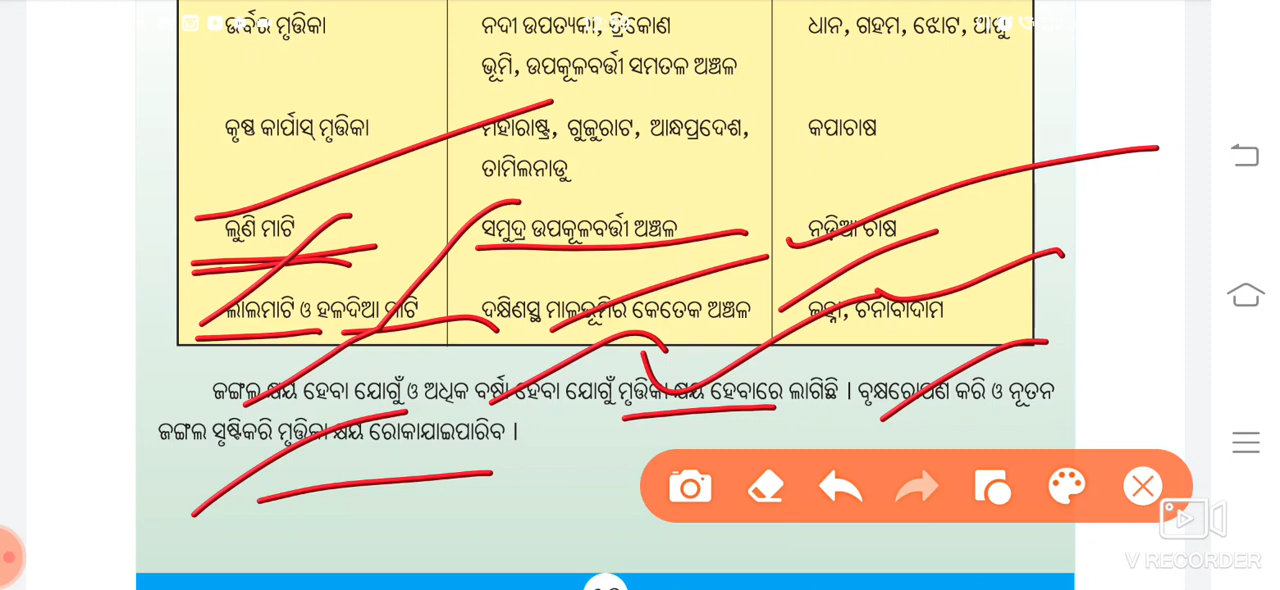 ଉର୍ବର ମୃତ୍ତିକା ନଦୀ ଉପତ୍ୟକା, ତ୍ରିକୋଣ ଧାନ, ଗହମ, ଝୋଟ,
ଭୂମି, ଉପକୂଳବର୍ତ୍ତୀ ସମତଳ ଅଞ୍ଚଳ
କୃଷ୍ଣ କାର୍ପାସ୍ ମୃତ୍ତିକା ମହାରାଷ୍ଟ୍ର, ଗୁଜୁରାଟ, ଆନ୍ଧ୍ରପ୍ରଦେଶ, କପାଚାଷ
ତାମିଲନାଡୁ
ଲୁଣି ମାଟି ସମୁଦ୍ର ଉପକୂଳବର୍ତ୍ତୀ ଅଞ୍ଚଳ ନଡ଼ିଆ ଚାଷ
ଲାଲମାଟି ଓ ହଳଦିଆ ମାଟି ଦକ୍ଷିଣସ୍ଥ ମାଳଭୂମିର କେତେକ ଅଞ୍ଚଳ ଚିନାବାଦାମ
ଜଙ୍ଗଲ କ୍ଷୟ ହେବା ଯୋଗୁଁ ଓ ଅଧିକ ବର୍ଷା ହେବା ଯୋଗୁଁ ମୃତ୍ତିକା କ୍ଷୟ ହେବାରେ ଲାଗିଛି । ବୃକ୍ଷରୋପଣ କରି ଓ ନୂତନ
ଜଙ୍ଗଲ ସୃଷ୍ଟିକରି ମୃତ୍ତିକା କ୍ଷୟ ରୋକାଯାଇପାରିବ ।
V RECORDER